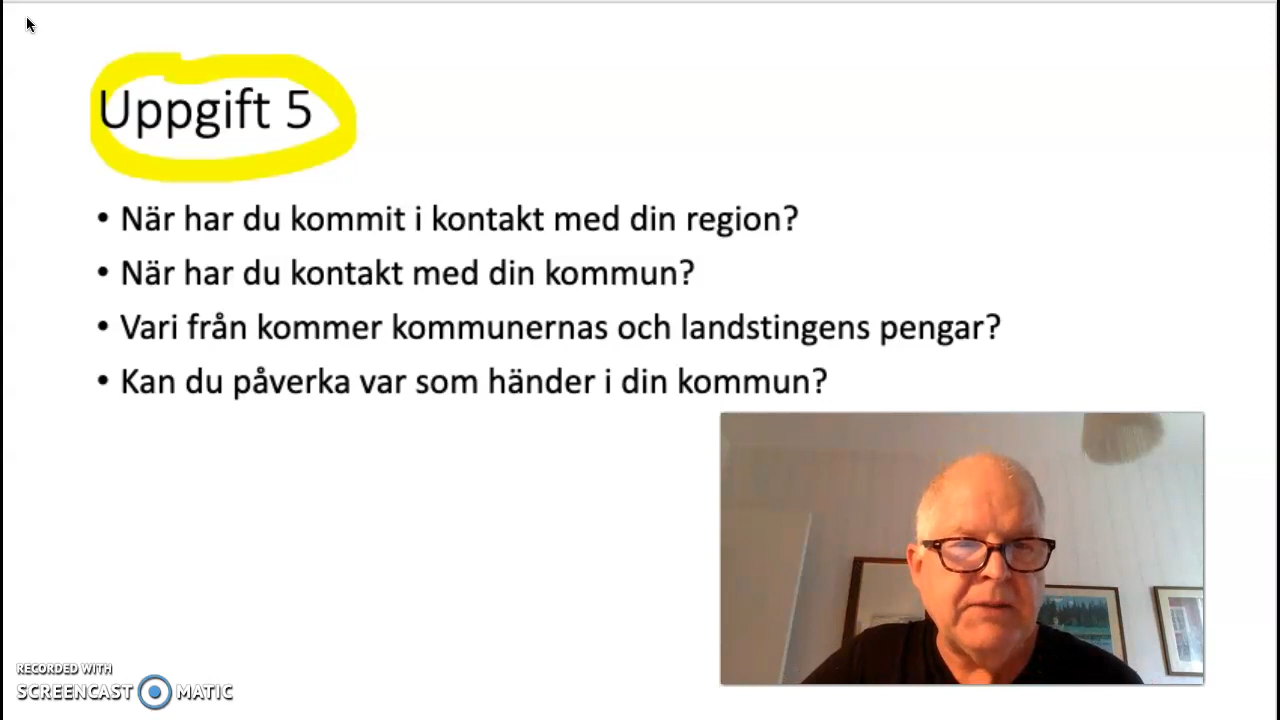 Uppgift 5
• När har du kommit i kontakt med din region?
• När har du kontakt med din kommun?
• Vari från kommer kommunernas och landstingens pengar?
• Kan du påverka var som händer i din kommun?
RECORDED WITH
SCREENCAST MATIC